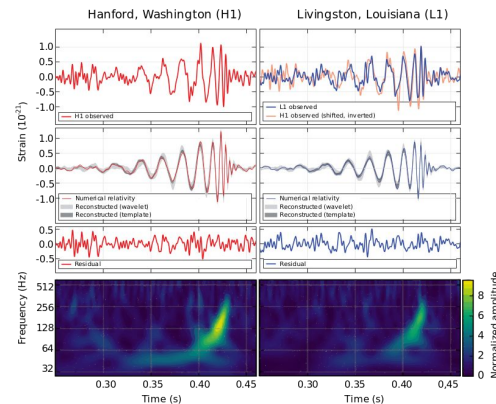 Hanford, Washington (H1)
Livingston, Louisiana (L1)
Strain (10⁻²¹)
1.0
0.5
0.0
-0.5
-1.0
H1 observed
L1 observed
H1 observed (shifted, inverted)
1.0
0.5
0.0
-0.5
-1.0
Numerical relativity
Reconstructed (wavelet)
Reconstructed (template)
Numerical relativity
Reconstructed (wavelet)
Reconstructed (template)
0.5
0.0
-0.5
Residual
Residual
Frequency (Hz)
512
256
128
64
32
0.30
0.35
0.40
0.45
Time (s)
0.30
0.35
0.40
0.45
Time (s)
8
6
4
2
0
Normalized amplitude